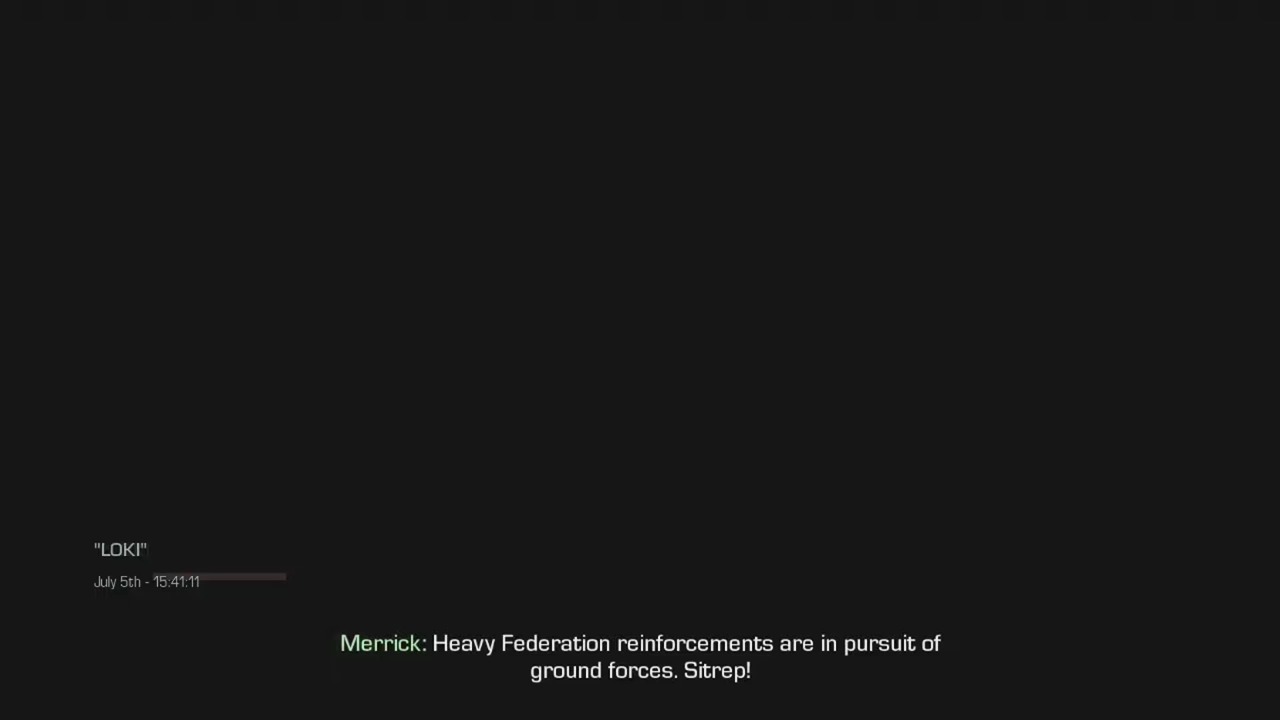 "LOKI"
July 5th - 15:41:11
Merrick: Heavy Federation reinforcements are in pursuit of
ground forces. Sitrep!